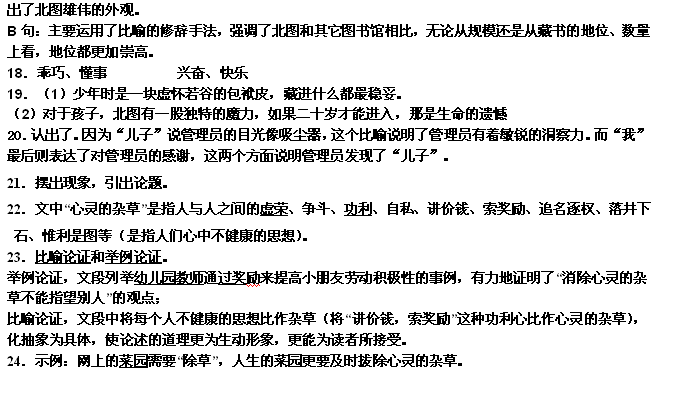 出了北图雄伟的外观。
B 句：主要运用了比喻的修辞手法，强调了北图和其它图书馆相比，无论从规模还是从藏书的地位、数量
上看，地位都更加崇高。
18．乖巧、懂事 兴奋、快乐
19．（1）少年时是一块虚怀若谷的包袱皮，藏进什么都最稳妥。
（2）对于孩子，北图有一股独特的魔力，如果二十岁才能进入，那是生命的遗憾
20．认出了。因为“儿子”说管理员的目光像吸尘器，这个比喻说明了管理员有着敏锐的洞察力。而“我”
最后则表达了对管理员的感谢，这两个方面说明管理员发现了“儿子”。
21．摆出现象，引出论题。
22．文中“心灵的杂草”是指人与人之间的虚荣、争斗、功利、自私、讲价钱、索奖励、追名逐权、落井下
石、惟利是图等（是指人们心中不健康的思想）。
23．比喻论证和举例论证。
举例论证，文段列举幼儿园教师通过奖励来提高小朋友劳动积极性的事例，有力地证明了“消除心灵的杂
草不能指望别人”的观点；
比喻论证，文段中将每个人不健康的思想比作杂草（将“讲价钱，索奖励”这种功利心比作心灵的杂草），
化抽象为具体，使论述的道理更为生动形象，更能为读者所接受。
24．示例：网上的菜园需要“除草”，人生的菜园更要及时拔除心灵的杂草。